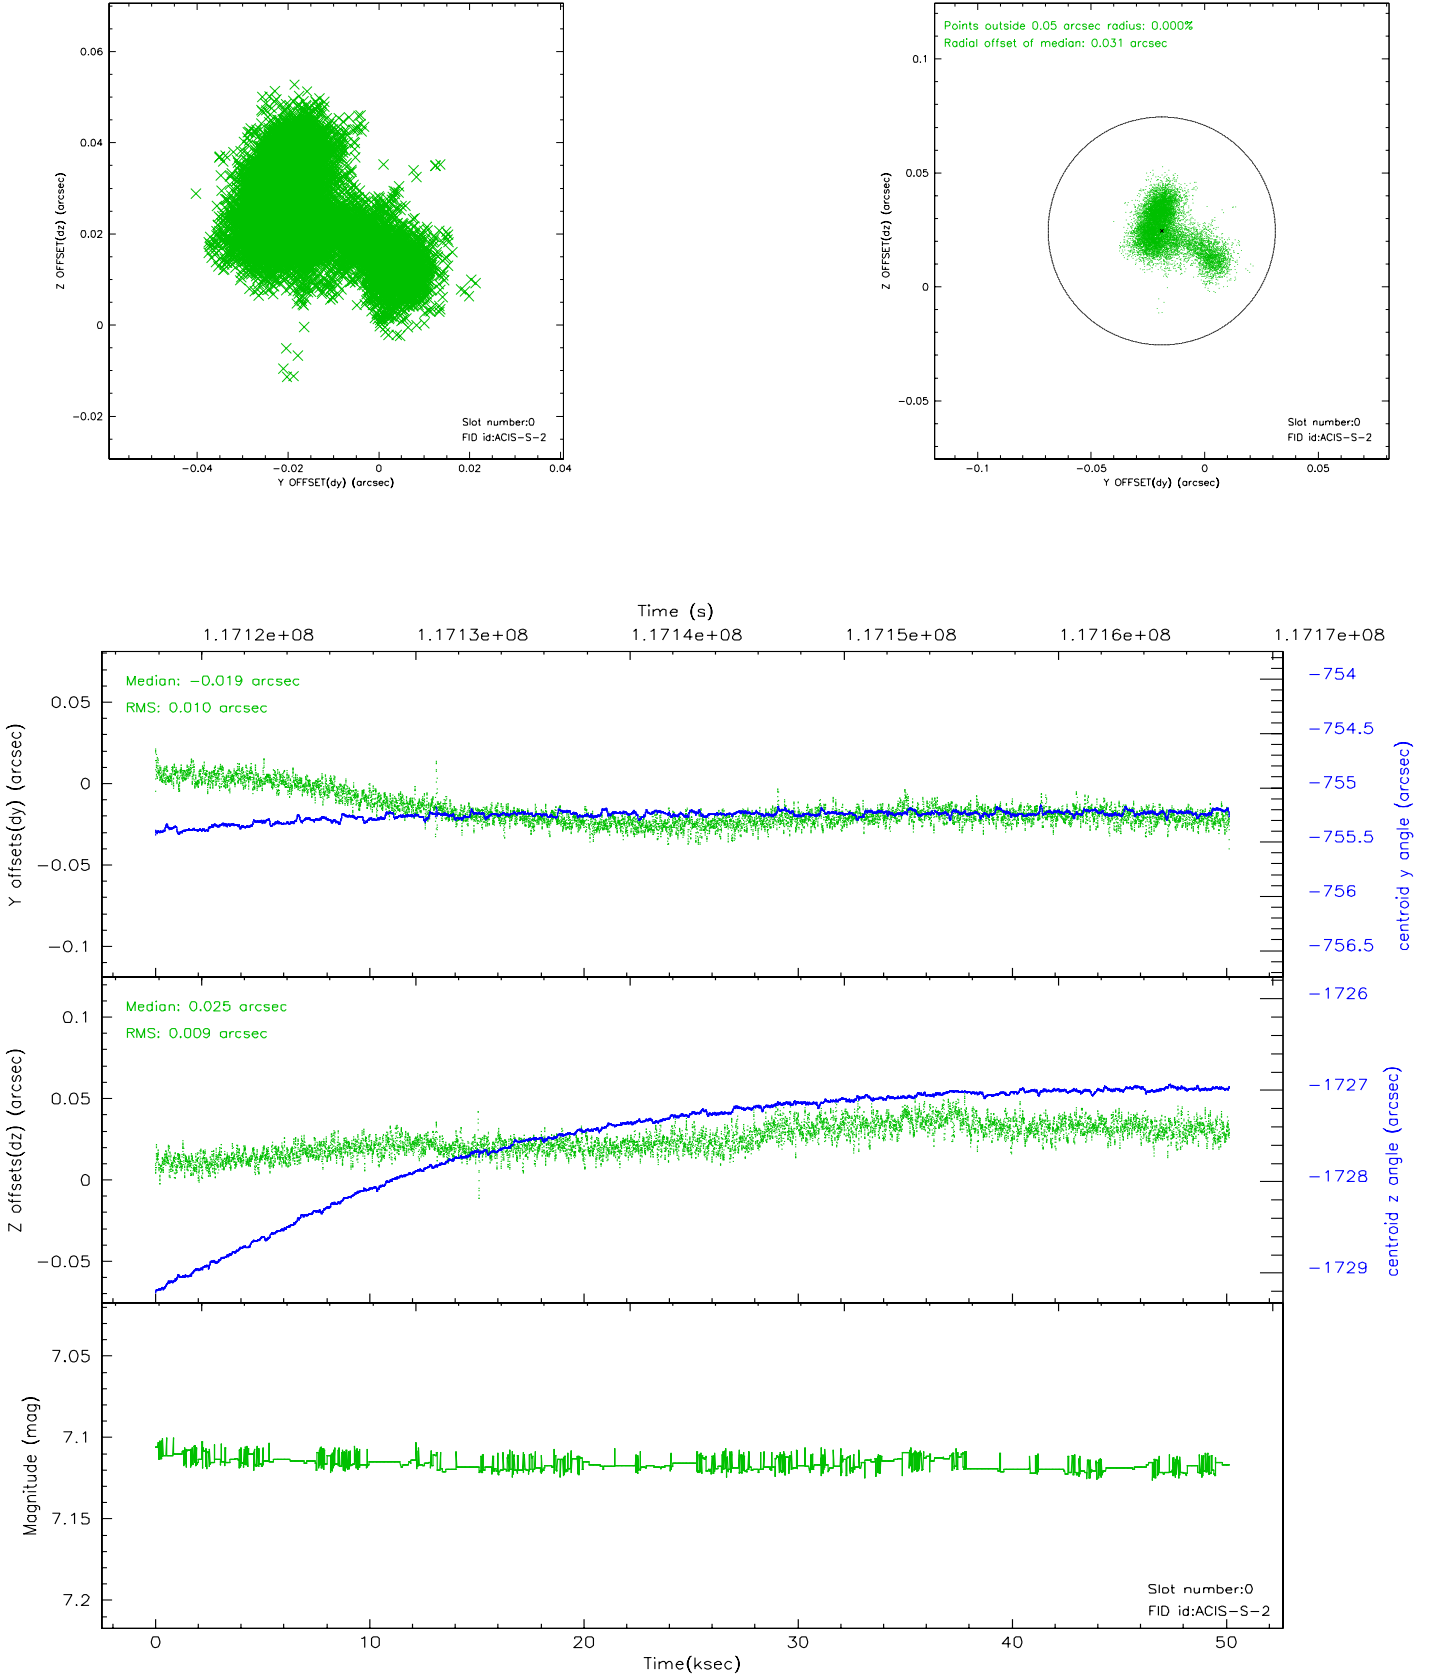 0.06
0.04
0.02
0
-0.02
Z OFFSET(dz) (arcsec)
Slot number:0
FID id:ACIS-S-2
-0.04 -0.02 0 0.02 0.04
Y OFFSET(dy) (arcsec)
Points outside 0.05 arcsec radius: 0.000%
Radial offset of median: 0.031 arcsec
0.1
0.05
0
-0.05
Z OFFSET(dz) (arcsec)
Slot number:0
FID id:ACIS-S-2
-0.1 -0.05 0 0.05
Y OFFSET(dy) (arcsec)
Time (s)
1.1712e+08 1.1713e+08 1.1714e+08 1.1715e+08 1.1716e+08 1.1717e+08
Median: -0.019 arcsec
RMS: 0.010 arcsec
0.05
0
-0.05
-0.1
Y offsets(dy) (arcsec)
-754
-754.5
-755
-755.5
-756
-756.5
centroid y angle (arcsec)
Median: 0.025 arcsec
RMS: 0.009 arcsec
0.1
0.05
0
-0.05
Z offsets(dz) (arcsec)
-1726
-1727
-1728
-1729
centroid z angle (arcsec)
7.05
7.1
7.15
7.2
Magnitude (mag)
Slot number:0
FID id:ACIS-S-2
0 10 20 30 40 50
Time(ksec)